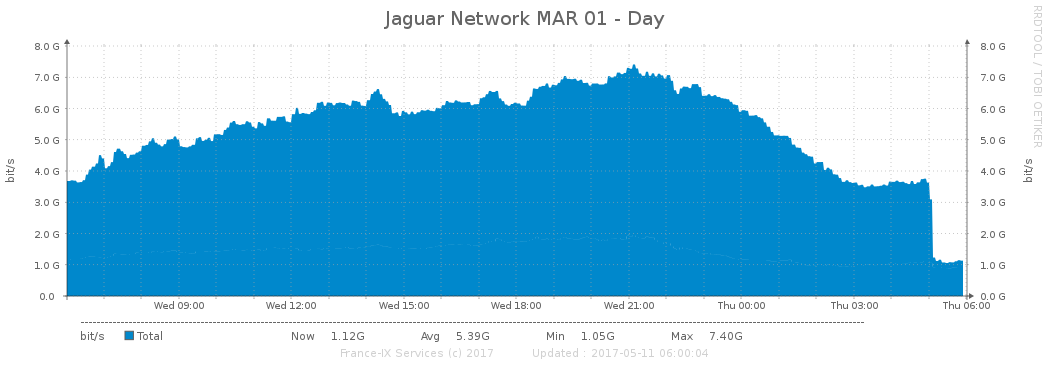 Jaguar Network MAR 01 - Day
RRDTOOL / TOBI OETIKER
8.0 G 8.0 G
7.0 G 7.0 G
6.0 G 6.0 G
5.0 G 5.0 G
4.0 G 4.0 G
3.0 G 3.0 G
2.0 G 2.0 G
1.0 G 1.0 G
0.0 0.0 G
bit/s
bit/s
Wed 09:00 Wed 12:00 Wed 15:00 Wed 18:00 Wed 21:00 Thu 00:00 Thu 03:00 Thu 06:00
bit/s Total Now 1.12G Avg 5.39G Min 1.05G Max 7.40G
France-IX Services (c) 2017 Updated : 2017-05-11 06:00:04